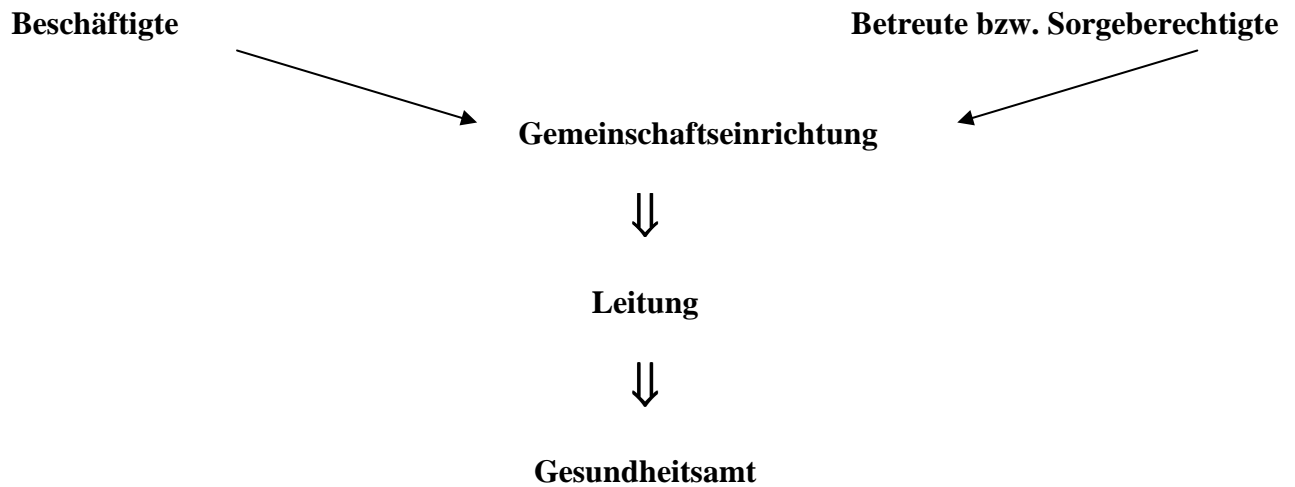 Beschäftigte Betreute bzw. Sorgeberechtigte
Gemeinschaftseinrichtung
⇓
Leitung
⇓
Gesundheitsamt